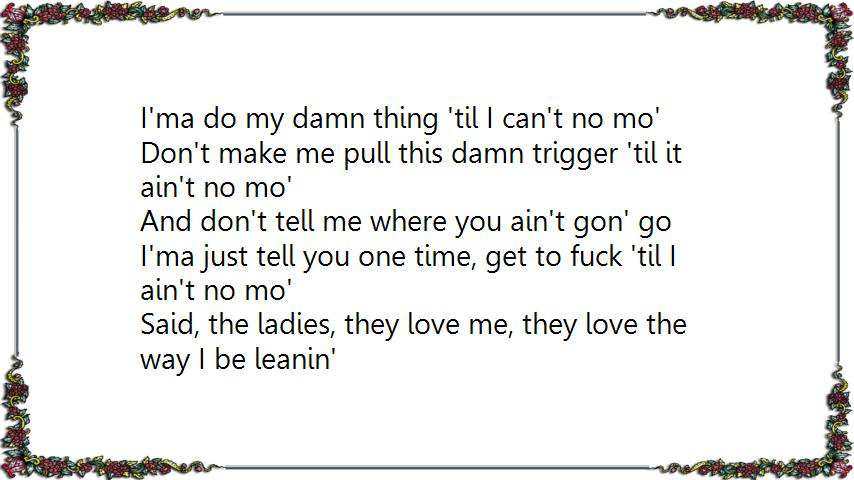 I'ma do my damn thing 'til I can't no mo'
Don't make me pull this damn trigger 'til it
ain't no mo'
And don't tell me where you ain't gon' go
I'ma just tell you one time, get to fuck 'til I
ain't no mo'
Said, the ladies, they love me, they love the
way I be leanin'